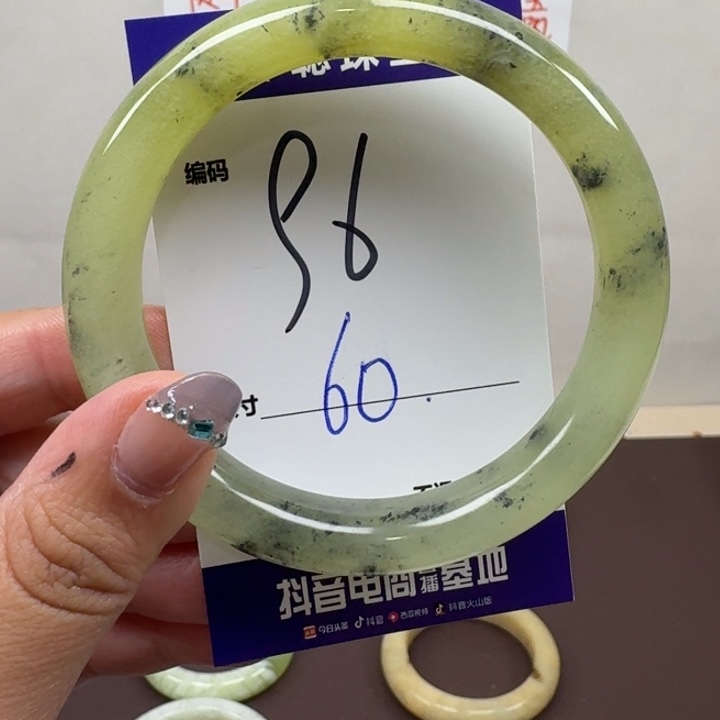 编码 96
寸 60.
抖音电商直播基地
今日头条 抖音 西瓜视频 抖音火山版